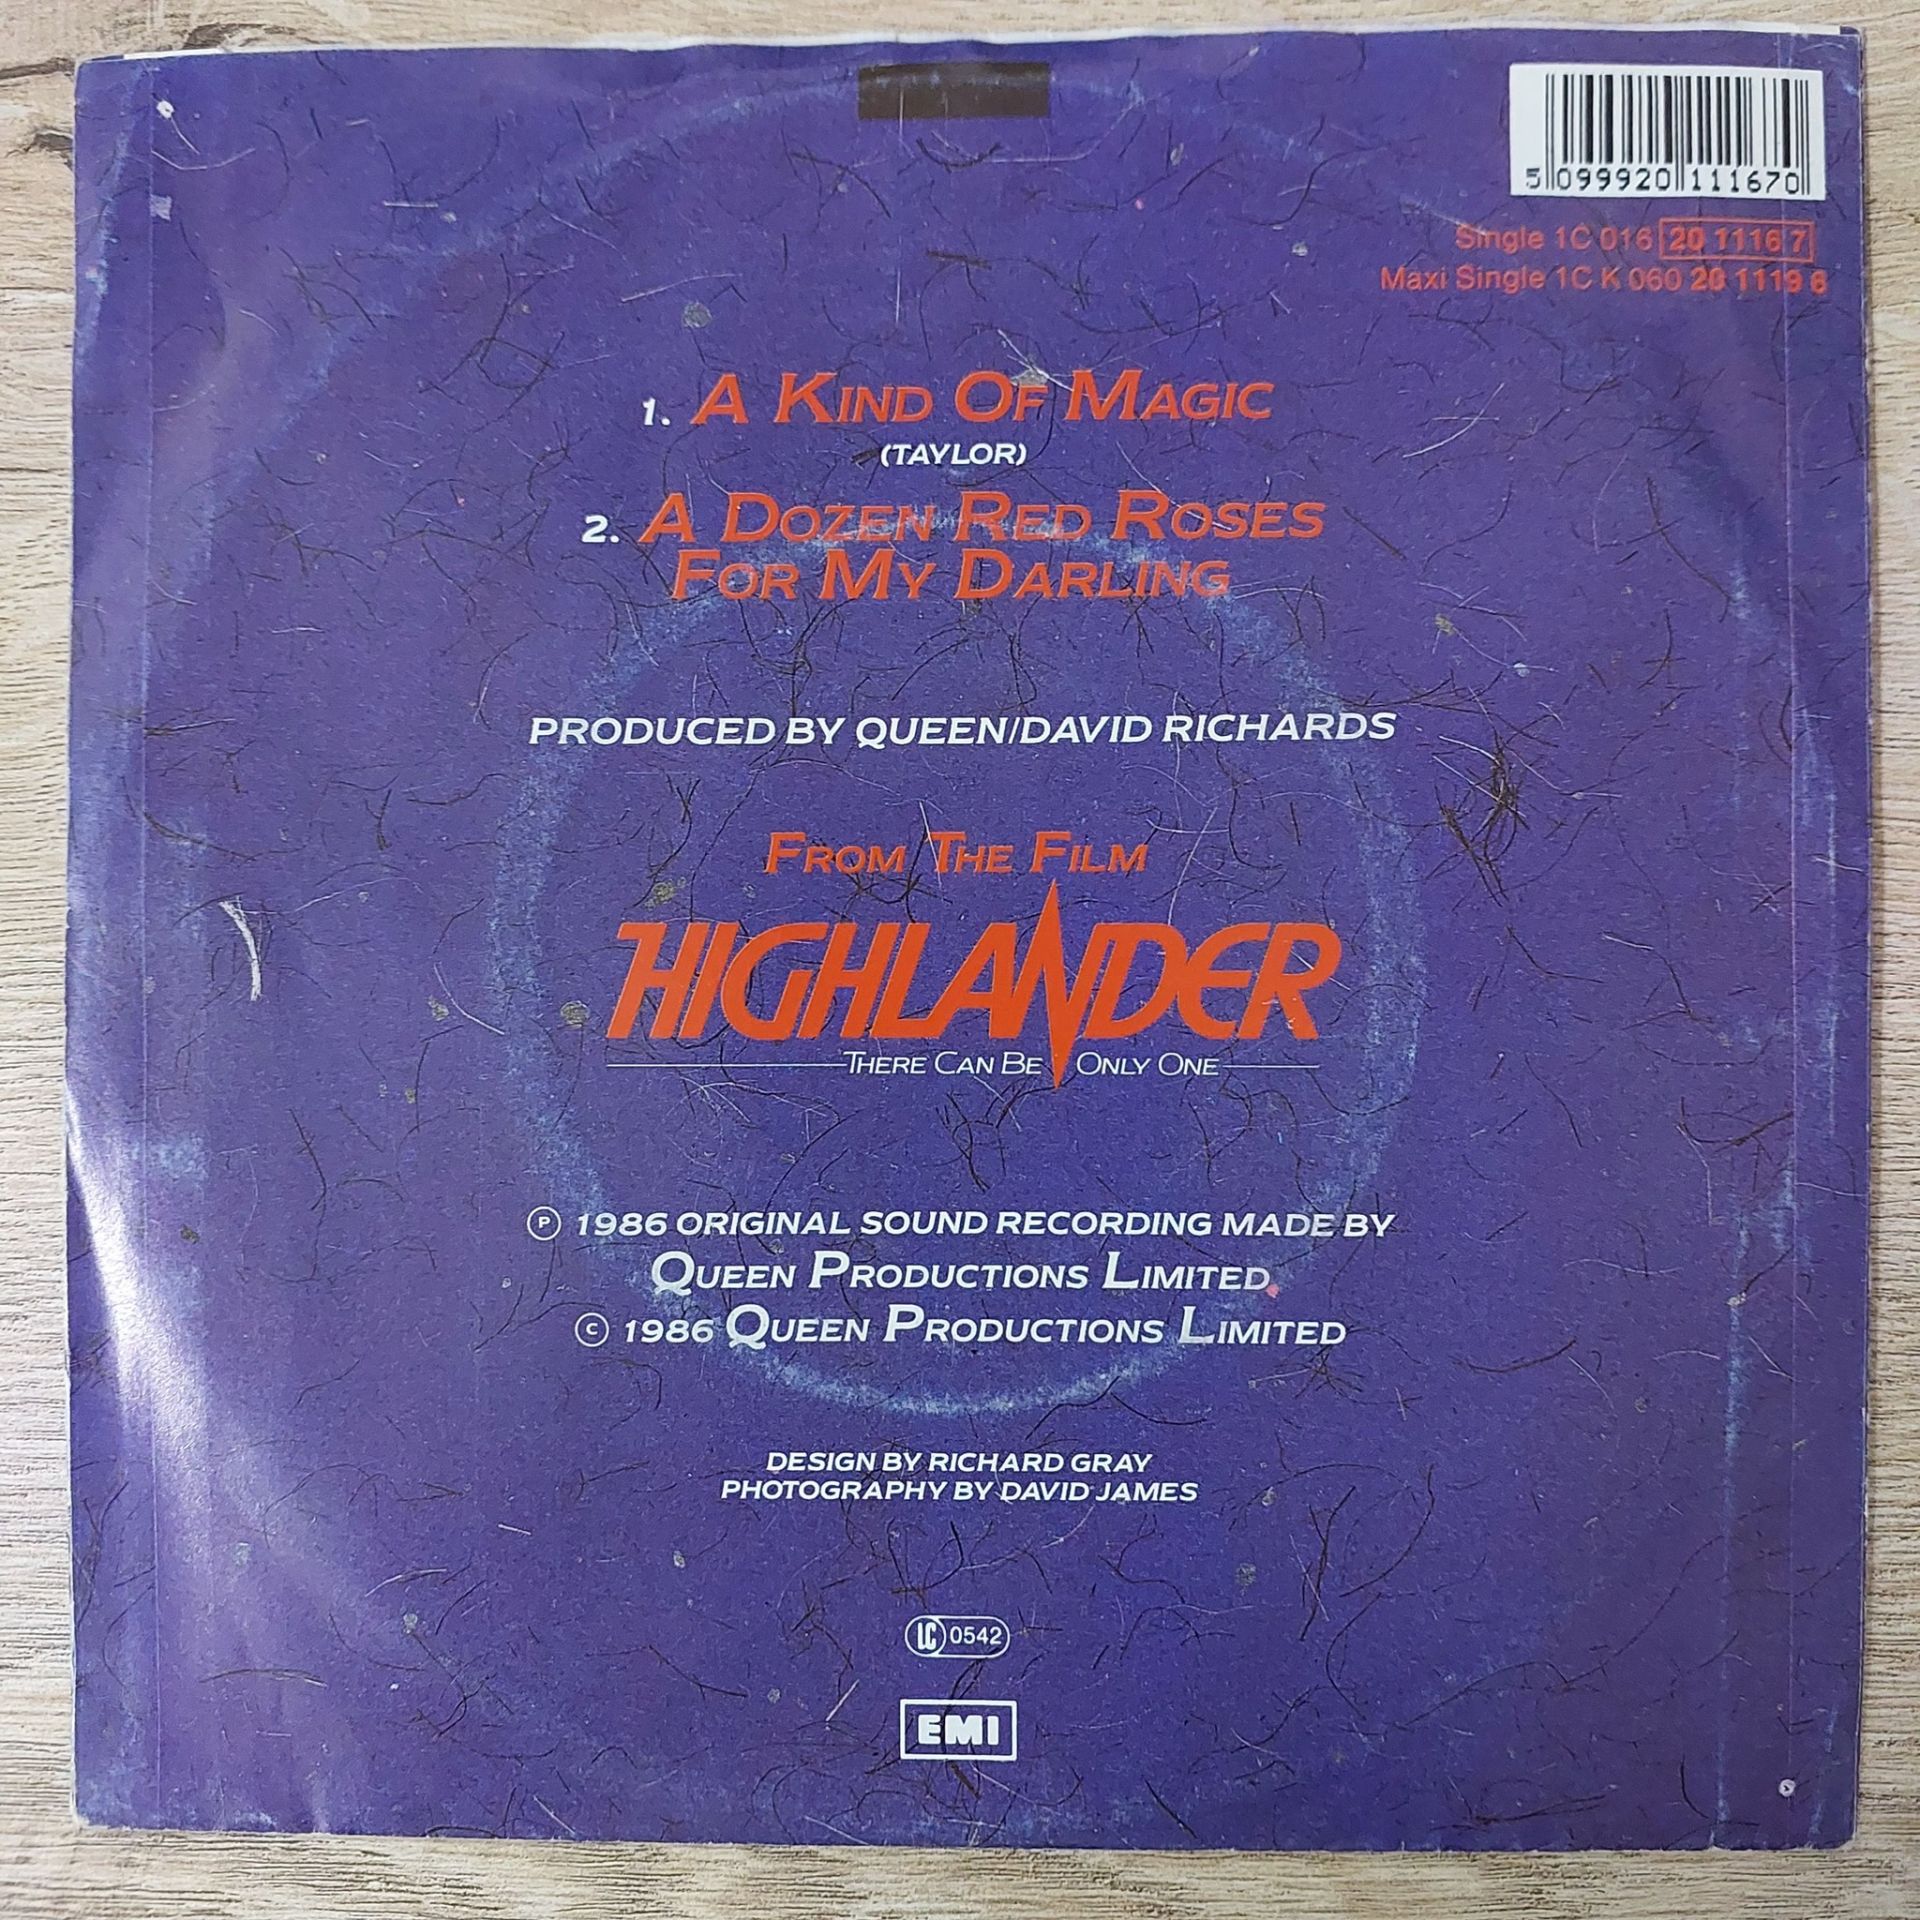 5 099920 111670
Single 1C 016 20 1116 7
Maxi Single 1C K 060 20 1119 6
1. A KIND OF MAGIC
(TAYLOR)
2. A DOZEN RED ROSES
FOR MY DARLING
PRODUCED BY QUEEN/DAVID RICHARDS
FROM THE FILM
HIGHLANDER
THERE CAN BE ONLY ONE
Ⓟ 1986 ORIGINAL SOUND RECORDING MADE BY
QUEEN PRODUCTIONS LIMITED
© 1986 QUEEN PRODUCTIONS LIMITED
DESIGN BY RICHARD GRAY
PHOTOGRAPHY BY DAVID JAMES
LC 0542
EMI